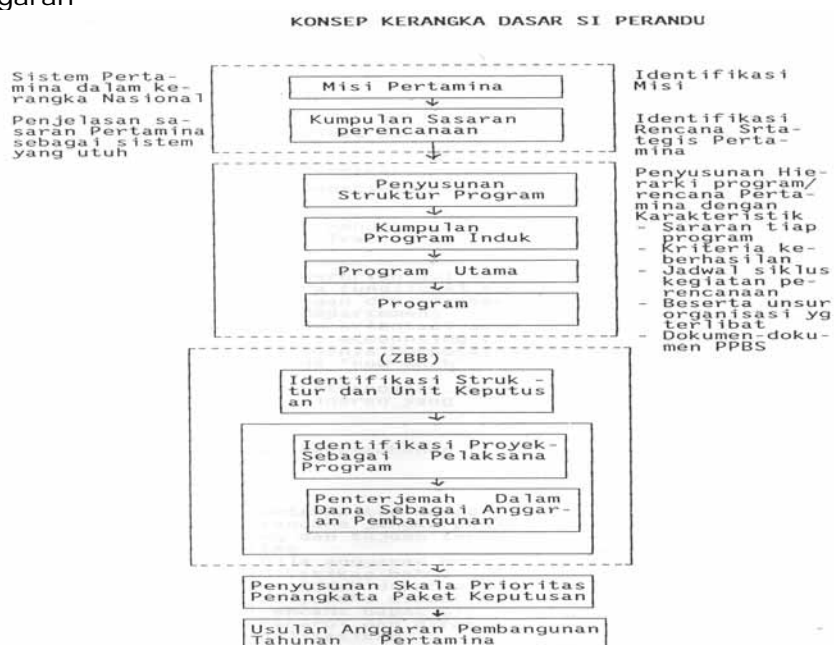 garan
KONSEP KERANGKA DASAR SI PERANDU
Sistem Perta-
mina dalam ke-
rangka Nasional
Penjelasan sa-
saran Pertamina
sebagai sistem
yang utuh
Misi Pertamina
Kumpulan Sasaran
perencanaan
Identifikasi
Misi
Identifikasi
Rencana Srta-
tegis Perta-
mina
Penyusunan
Struktur Program
Kumpulan
Program Induk
Program Utama
Program
Penyusunan Hie-
rarki program/
rencana Perta-
mina dengan
Karakteristik
- Sararan tiap
program
- Kriteria ke-
berhasilan
- Jadwal siklus
kegiatan pe-
rencanaan
- Beserta unsur
organisasi yg
terlibat
- Dokumen-doku-
men PPBS
(ZBB)
Identifikasi Struk -
tur dan Unit Keputus
an
Identifikasi Proyek-
Sebagai Pelaksana
Program
Penterjemah Dalam
Dana Sebagai Anggar-
an Pembangunan
Penyusunan Skala Prioritas
Penangkata Paket Keputusan
Usulan Anggaran Pembangunan
Tahunan Pertamina